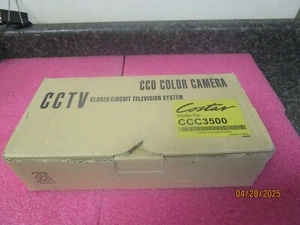 CCD COLOR CAMERA
CCTV CLOSED CIRCUIT TELEVISION SYSTEM
Costar
CCC3500
04/28/2025